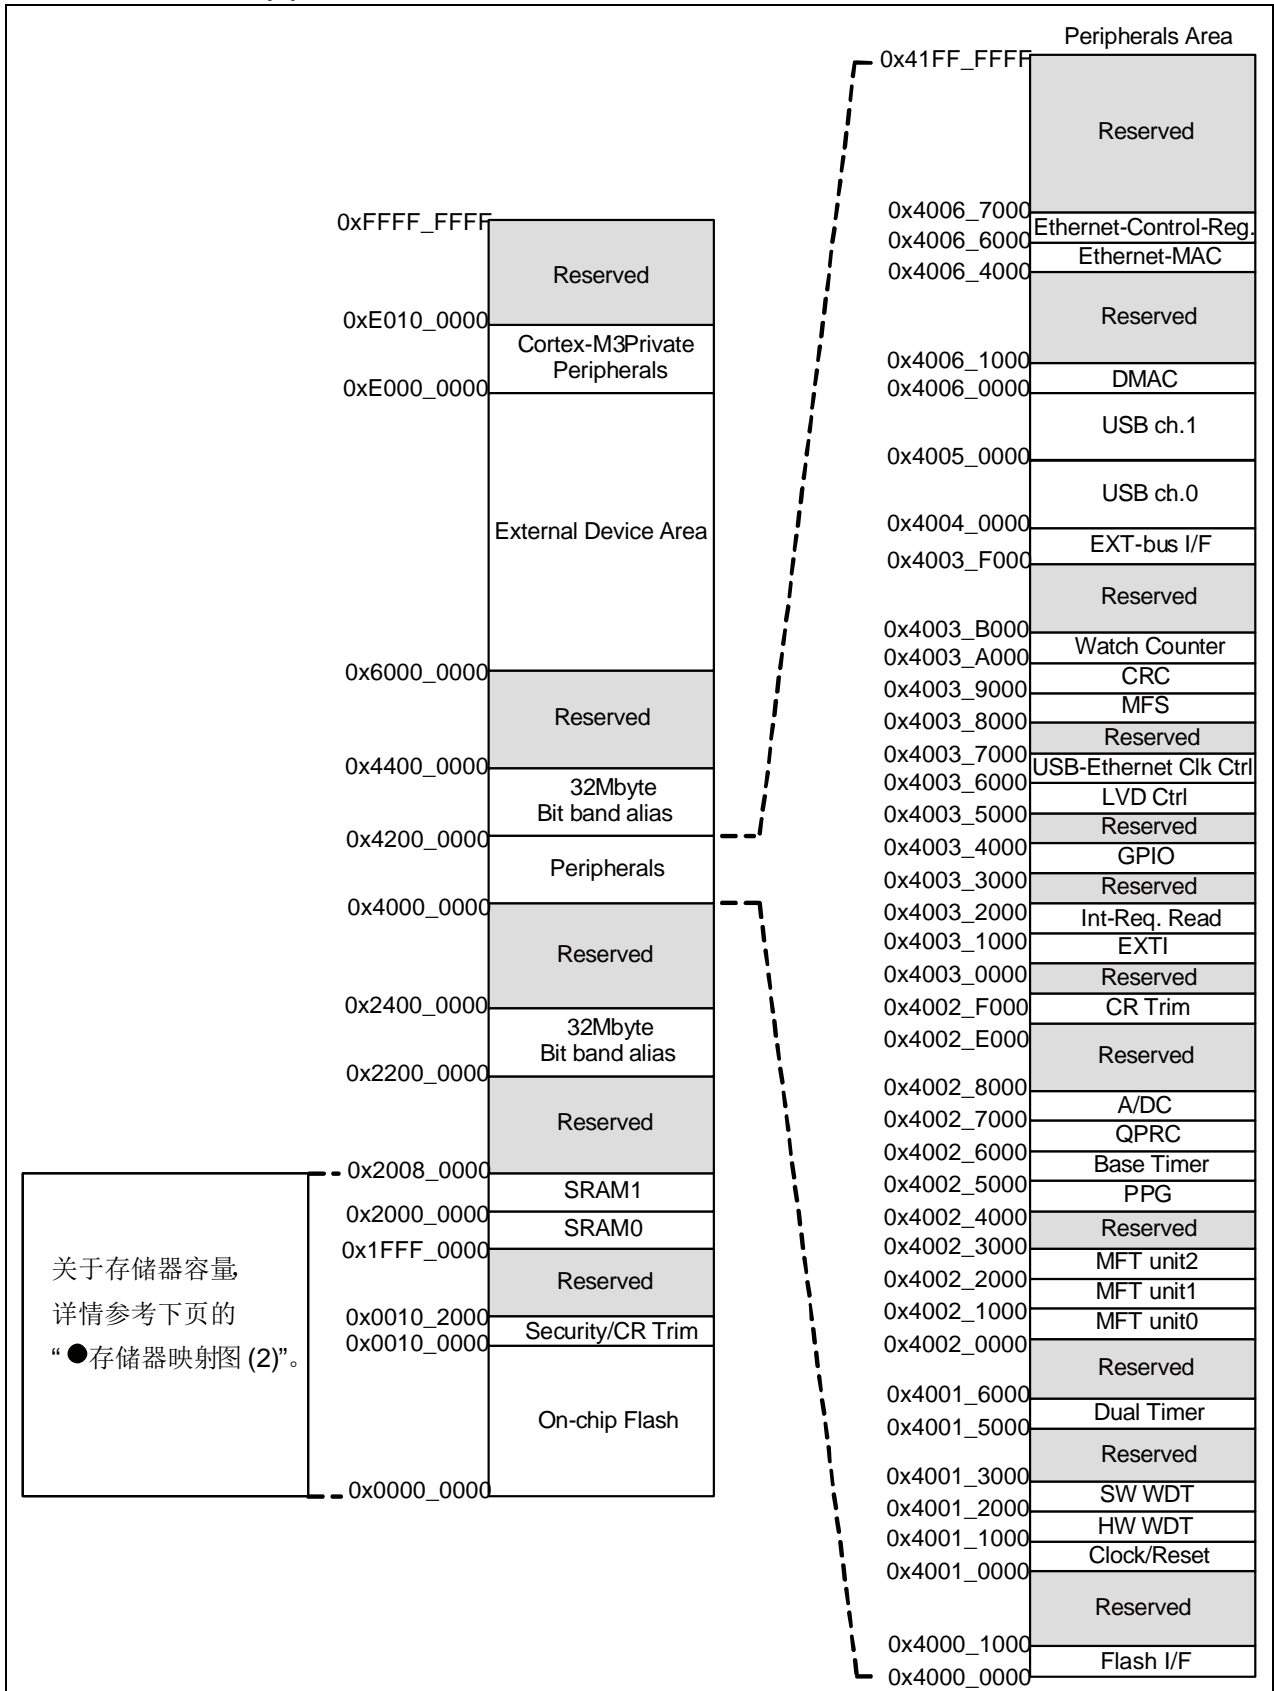 0xFFFF_FFFF
Reserved
0xE010_0000
Cortex-M3Private
Peripherals
0xE000_0000
External Device Area
0x6000_0000
Reserved
0x4400_0000
32Mbyte
Bit band alias
0x4200_0000
Peripherals
0x4000_0000
Reserved
0x2400_0000
32Mbyte
Bit band alias
0x2200_0000
Reserved
0x2008_0000
SRAM1
0x2000_0000
SRAM0
0x1FFF_0000
Reserved
0x0010_2000
Security/CR Trim
0x0010_0000
On-chip Flash
0x0000_0000
关于存储器容量,
详情参考下页的
“ ●存储器映射图 (2)”。
Peripherals Area
0x41FF_FFFF
Reserved
0x4006_7000
Ethernet-Control-Reg.
0x4006_6000
Ethernet-MAC
0x4006_4000
Reserved
0x4006_1000
DMAC
0x4006_0000
USB ch.1
0x4005_0000
USB ch.0
0x4004_0000
EXT-bus I/F
0x4003_F000
Reserved
0x4003_B000
Watch Counter
0x4003_A000
CRC
0x4003_9000
MFS
0x4003_8000
Reserved
0x4003_7000
USB-Ethernet Clk Ctrl
0x4003_6000
LVD Ctrl
0x4003_5000
Reserved
0x4003_4000
GPIO
0x4003_3000
Reserved
0x4003_2000
Int-Req. Read
0x4003_1000
EXTI
0x4003_0000
Reserved
0x4002_F000
CR Trim
0x4002_E000
Reserved
0x4002_8000
A/DC
0x4002_7000
QPRC
0x4002_6000
Base Timer
0x4002_5000
PPG
0x4002_4000
Reserved
0x4002_3000
MFT unit2
0x4002_2000
MFT unit1
0x4002_1000
MFT unit0
0x4002_0000
Reserved
0x4001_6000
Dual Timer
0x4001_5000
Reserved
0x4001_3000
SW WDT
0x4001_2000
HW WDT
0x4001_1000
Clock/Reset
0x4001_0000
Reserved
0x4000_1000
Flash I/F
0x4000_0000